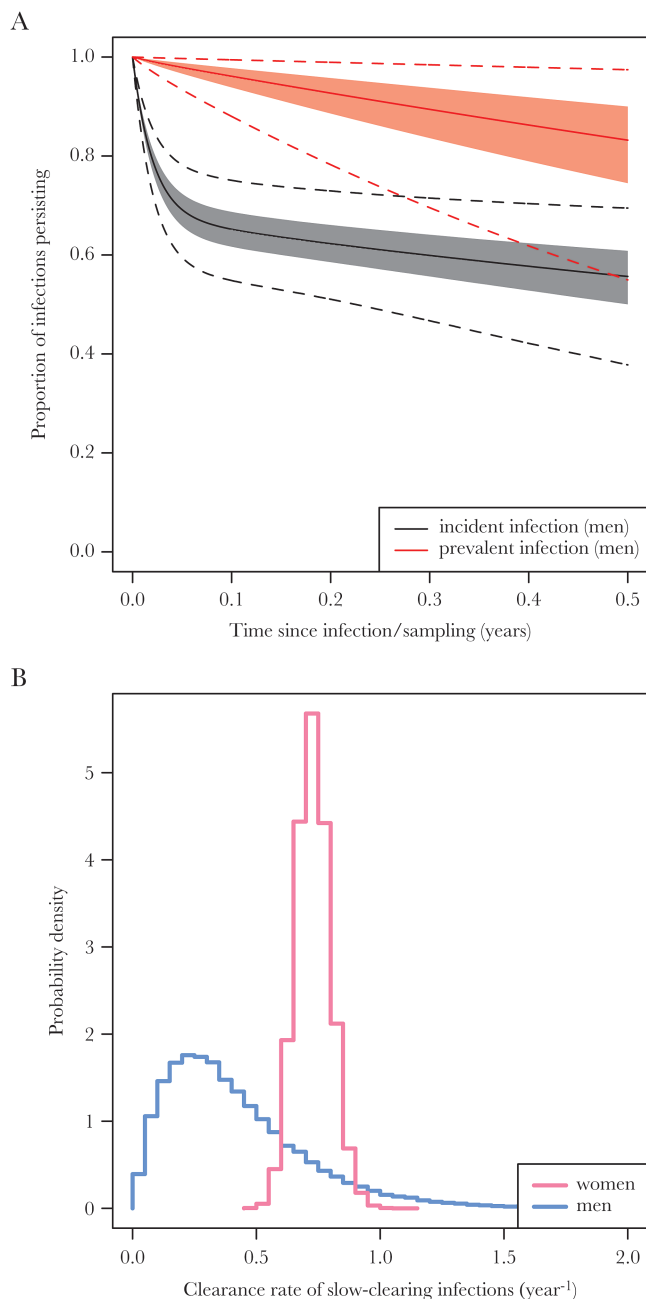 A
Proportion of infections persisting
1.0
0.8
0.6
0.4
0.2
0.0
incident infection (men)
prevalent infection (men)
0.0 0.1 0.2 0.3 0.4 0.5
Time since infection/sampling (years)
B
Probability density
5
4
3
2
1
0
women
men
0.0 0.5 1.0 1.5 2.0
Clearance rate of slow-clearing infections (year⁻¹)